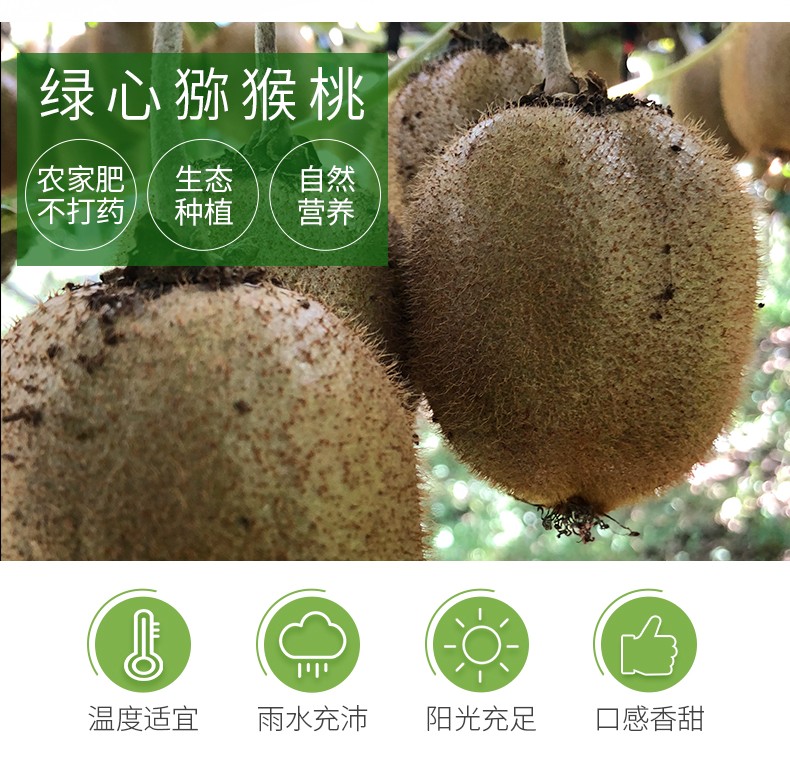 绿心猕猴桃
农家肥
不打药
生态
种植
自然
营养
温度适宜
雨水充沛
阳光充足
口感香甜